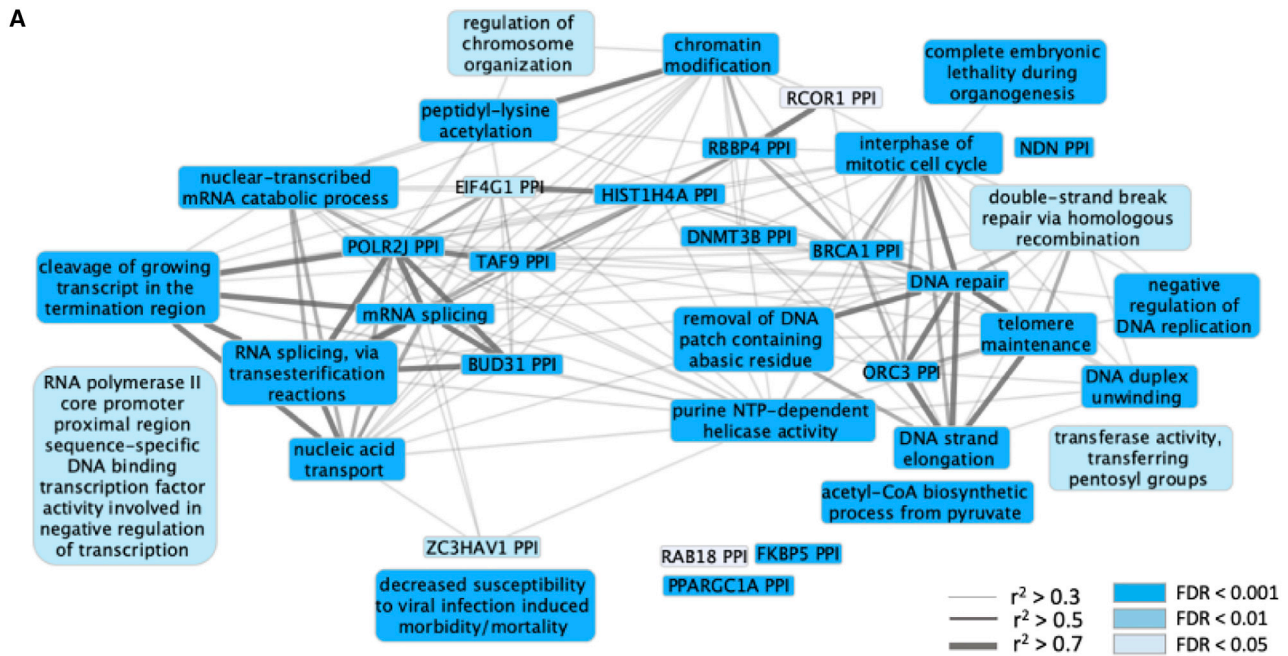 A
regulation of
chromosome
organization
chromatin
modification
complete embryonic
lethality during
organogenesis
RCOR1 PPI
peptidyl-lysine
acetylation
RBBP4 PPI
interphase of
mitotic cell cycle
NDN PPI
nuclear-transcribed
mRNA catabolic process
EIF4G1 PPI
HIST1H4A PPI
double-strand break
repair via homologous
recombination
DNMT3B PPI
BRCA1 PPI
POLR2J PPI
TAF9 PPI
cleavage of growing
transcript in the
termination region
DNA repair
negative
regulation of
DNA replication
mRNA splicing
removal of DNA
patch containing
abasic residue
telomere
maintenance
RNA splicing, via
transesterification
reactions
BUD31 PPI
ORC3 PPI
DNA duplex
unwinding
RNA polymerase II
core promoter
proximal region
sequence-specific
DNA binding
transcription factor
activity involved in
negative regulation
of transcription
purine NTP-dependent
helicase activity
nucleic acid
transport
DNA strand
elongation
transferase activity,
transferring
pentosyl groups
acetyl-CoA biosynthetic
process from pyruvate
ZC3HAV1 PPI
RAB18 PPI
FKBP5 PPI
PPARGC1A PPI
decreased susceptibility
to viral infection induced
morbidity/mortality
r² > 0.3
FDR < 0.001
r² > 0.5
FDR < 0.01
r² > 0.7
FDR < 0.05